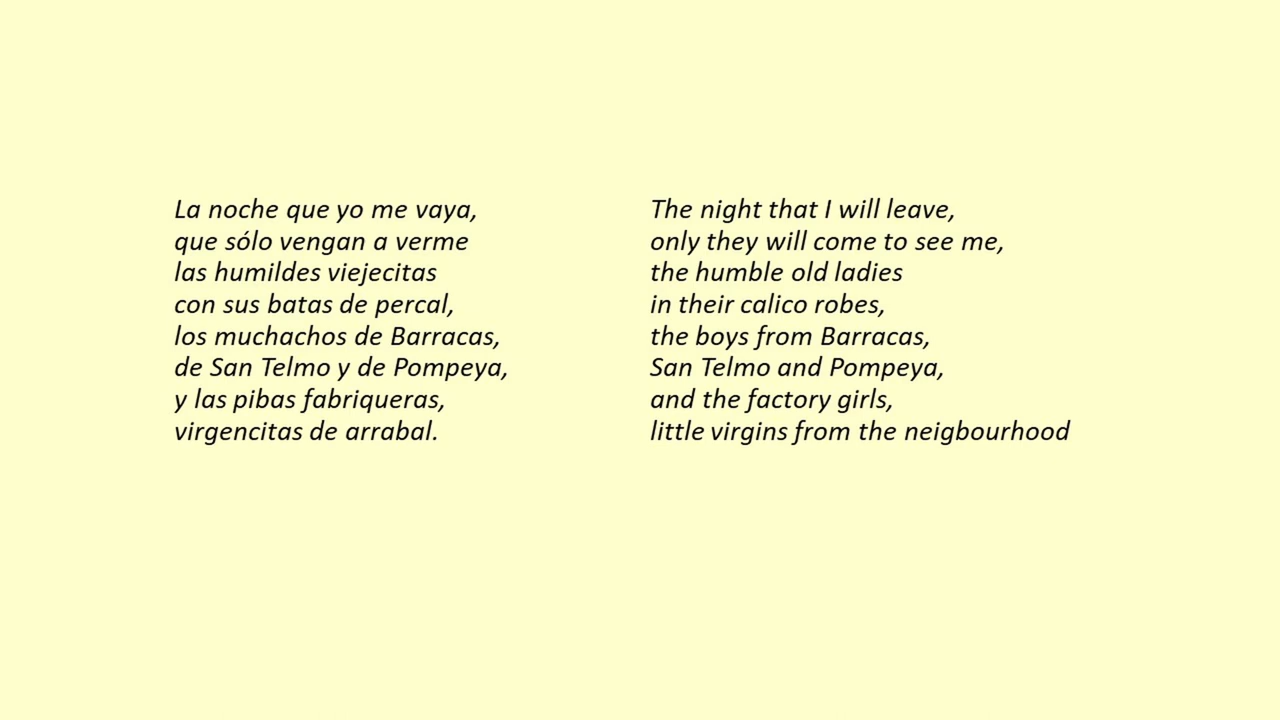 La noche que yo me vaya,
que sólo vengan a verme
las humildes viejecitas
con sus batas de percal,
los muchachos de Barracas,
de San Telmo y de Pompeya,
y las pibas fabriqueras,
virgencitas de arrabal.
The night that I will leave,
only they will come to see me,
the humble old ladies
in their calico robes,
the boys from Barracas,
San Telmo and Pompeya,
and the factory girls,
little virgins from the neigbourhood